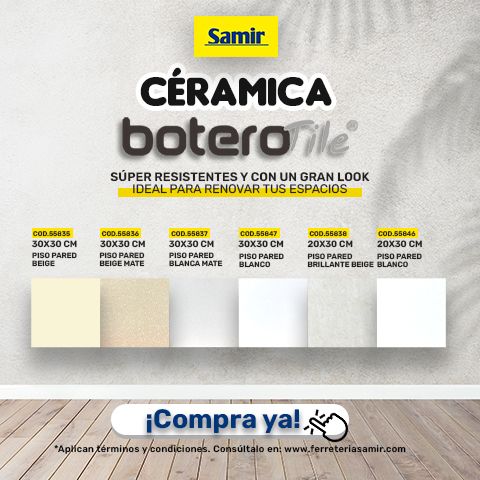 Samir
CÉRAMICA
boteroTile®
SÚPER RESISTENTES Y CON UN GRAN LOOK
IDEAL PARA RENOVAR TUS ESPACIOS
COD.55835
30X30 CM
PISO PARED
BEIGE
COD.55836
30X30 CM
PISO PARED
BEIGE MATE
COD.55837
30X30 CM
PISO PARED
BLANCA MATE
COD.55847
30X30 CM
PISO PARED
BLANCO
COD.55838
20X30 CM
PISO PARED
BRILLANTE BEIGE
COD.55846
20X30 CM
PISO PARED
BLANCO
¡Compra ya!
*Aplican términos y condiciones. Consúltalo en: www.ferreteriasamir.com